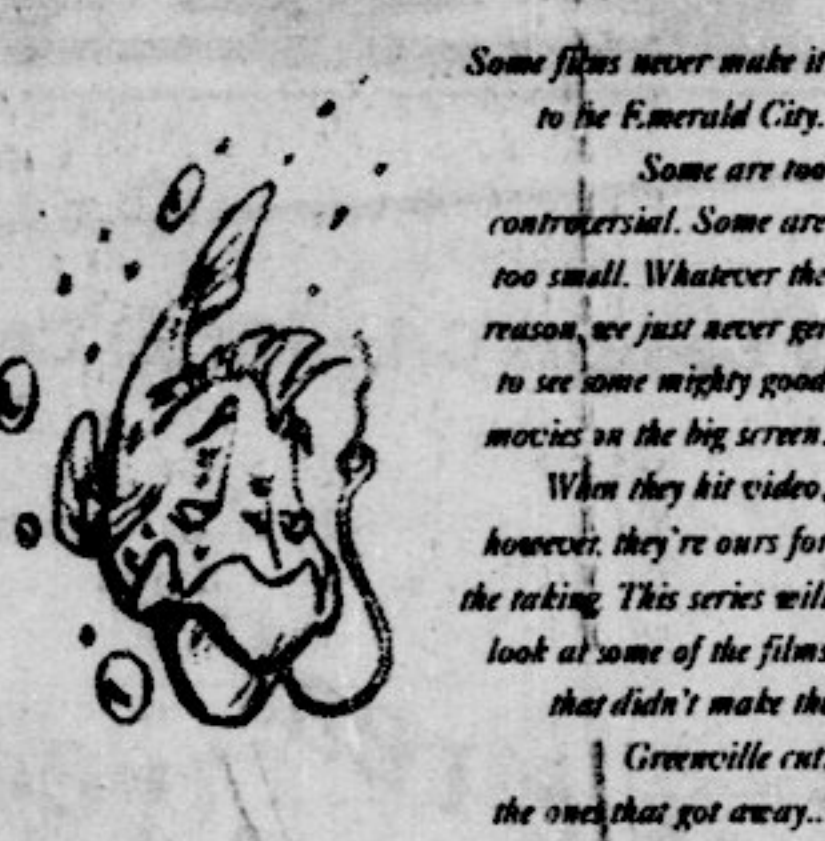 Some films never make it
to he Emerald City.
Some are too
controversial. Some are
too small. Whatever the
reason, we just never get
to see some mighty good
movies on the big screen.
When they hit video,
however, they're ours for
the taking. This series will
look at some of the films
that didn't make the
Greenville cut,
the ones that got away..